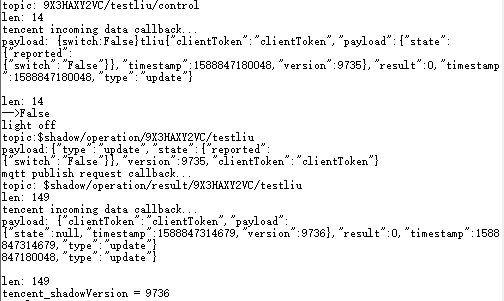 topic: 9X3HAXY2VC/testliu/control
len: 14
tencent incoming data callback...
payload: {switch:False}tliu{"clientToken":"clientToken","payload":{"state":
{"reported":
{"switch":"False"}},"timestamp":1588847180048,"version":9735},"result":0,"timestamp
":1588847180048,"type":"update"}
len: 14
-->False
light off
topic:$shadow/operation/9X3HAXY2VC/testliu
payload:{"type":"update","state":{"reported":
{"switch":"False"}},"version":9735,"clientToken":"clientToken"}
mqtt publish request callback...
topic: $shadow/operation/result/9X3HAXY2VC/testliu
len: 149
tencent incoming data callback...
payload: {"clientToken":"clientToken","payload":
{"state":null,"timestamp":1588847314679,"version":9736},"result":0,"timestamp":1588
847314679,"type":"update"}
847180048,"type":"update"}
len: 149
tencent_shadowVersion = 9736